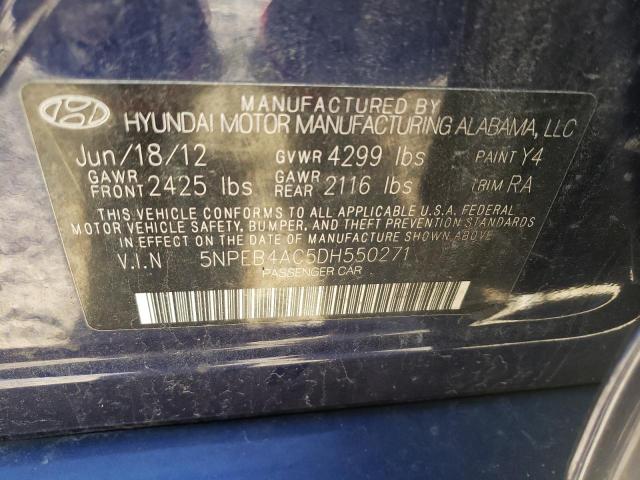 MANUFACTURED BY
HYUNDAI MOTOR MANUFACTURING ALABAMA, LLC
Jun/18/12 GVWR 4299 lbs PAINT Y4
GAWR FRONT 2425 lbs GAWR REAR 2116 lbs TRIM RA
THIS VEHICLE CONFORMS TO ALL APPLICABLE U.S.A. FEDERAL
MOTOR VEHICLE SAFETY, BUMPER, AND THEFT PREVENTION STANDARDS
IN EFFECT ON THE DATE OF MANUFACTURE SHOWN ABOVE.
V.I.N 5NPEB4AC5DH550271
PASSENGER CAR